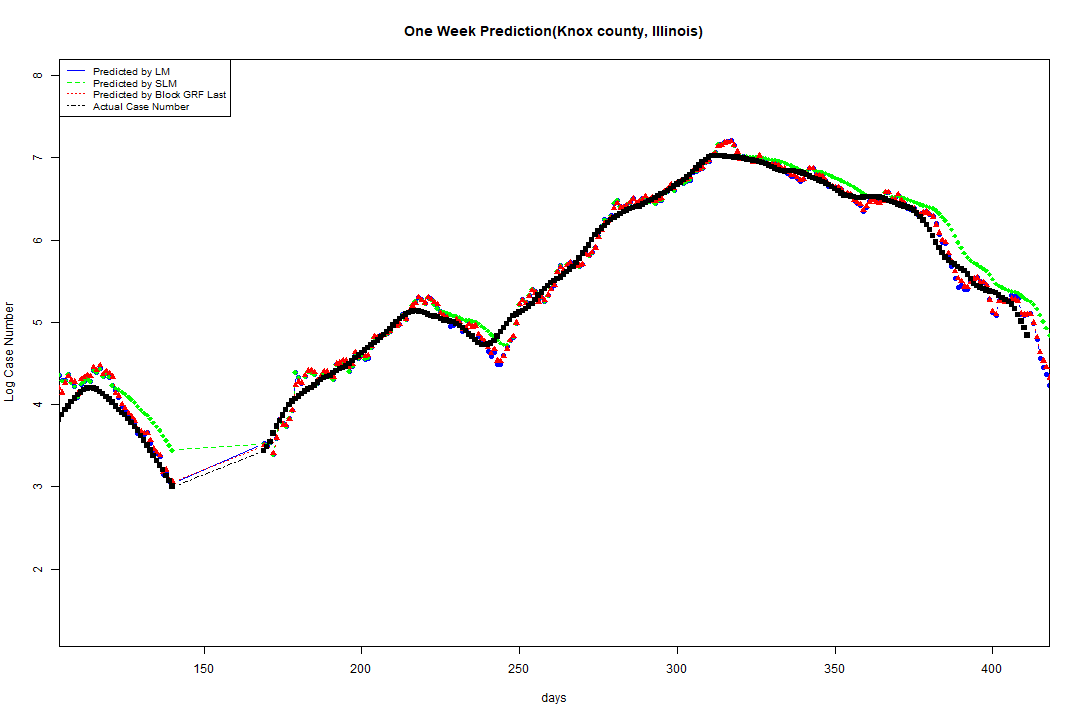 One Week Prediction(Knox county, Illinois)
Predicted by LM
Predicted by SLM
Predicted by Block GRF Last
Actual Case Number
8
7
6
5
4
3
2
Log Case Number
150 200 250 300 350 400
days